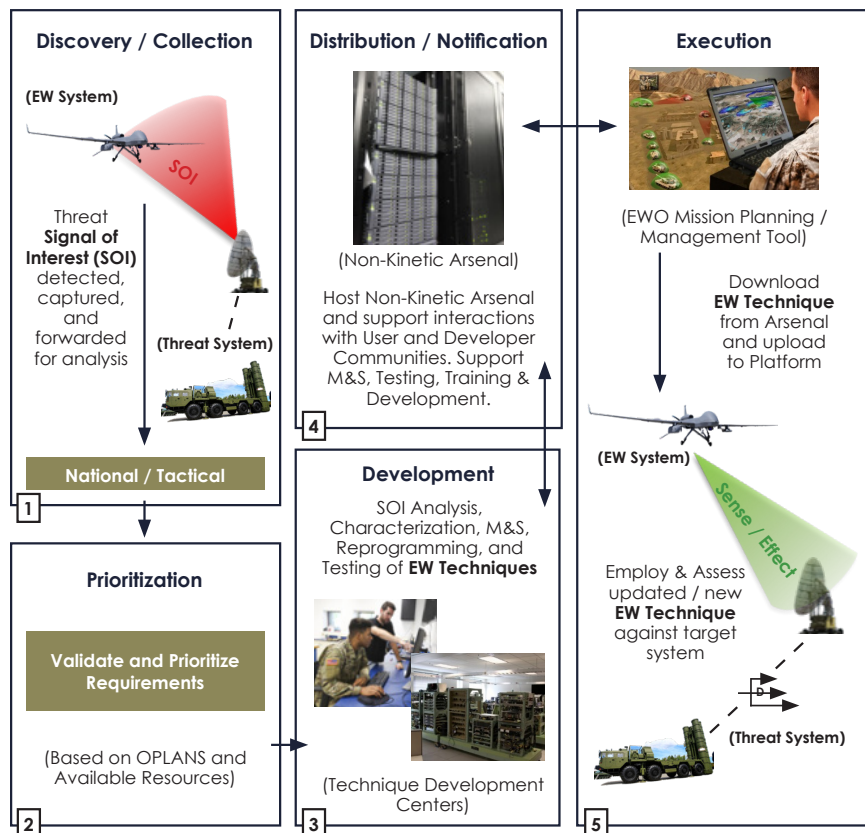 Discovery / Collection
(EW System)
SOI
Threat
Signal of
Interest (SOI)
detected,
captured,
and
forwarded
for analysis
(Threat System)
National / Tactical
1
Prioritization
Validate and Prioritize
Requirements
(Based on OPLANS and
Available Resources)
2
Development
SOI Analysis,
Characterization, M&S,
Reprogramming, and
Testing of EW Techniques
(Technique Development
Centers)
3
Distribution / Notification
(Non-Kinetic Arsenal)
Host Non-Kinetic Arsenal
and support interactions
with User and Developer
Communities. Support
M&S, Testing, Training &
Development.
4
Execution
(EWO Mission Planning /
Management Tool)
Download
EW Technique
from Arsenal
and upload
to Platform
(EW System)
Sense / Effect
Employ & Assess
updated / new
EW Technique
against target
system
D
(Threat System)
5